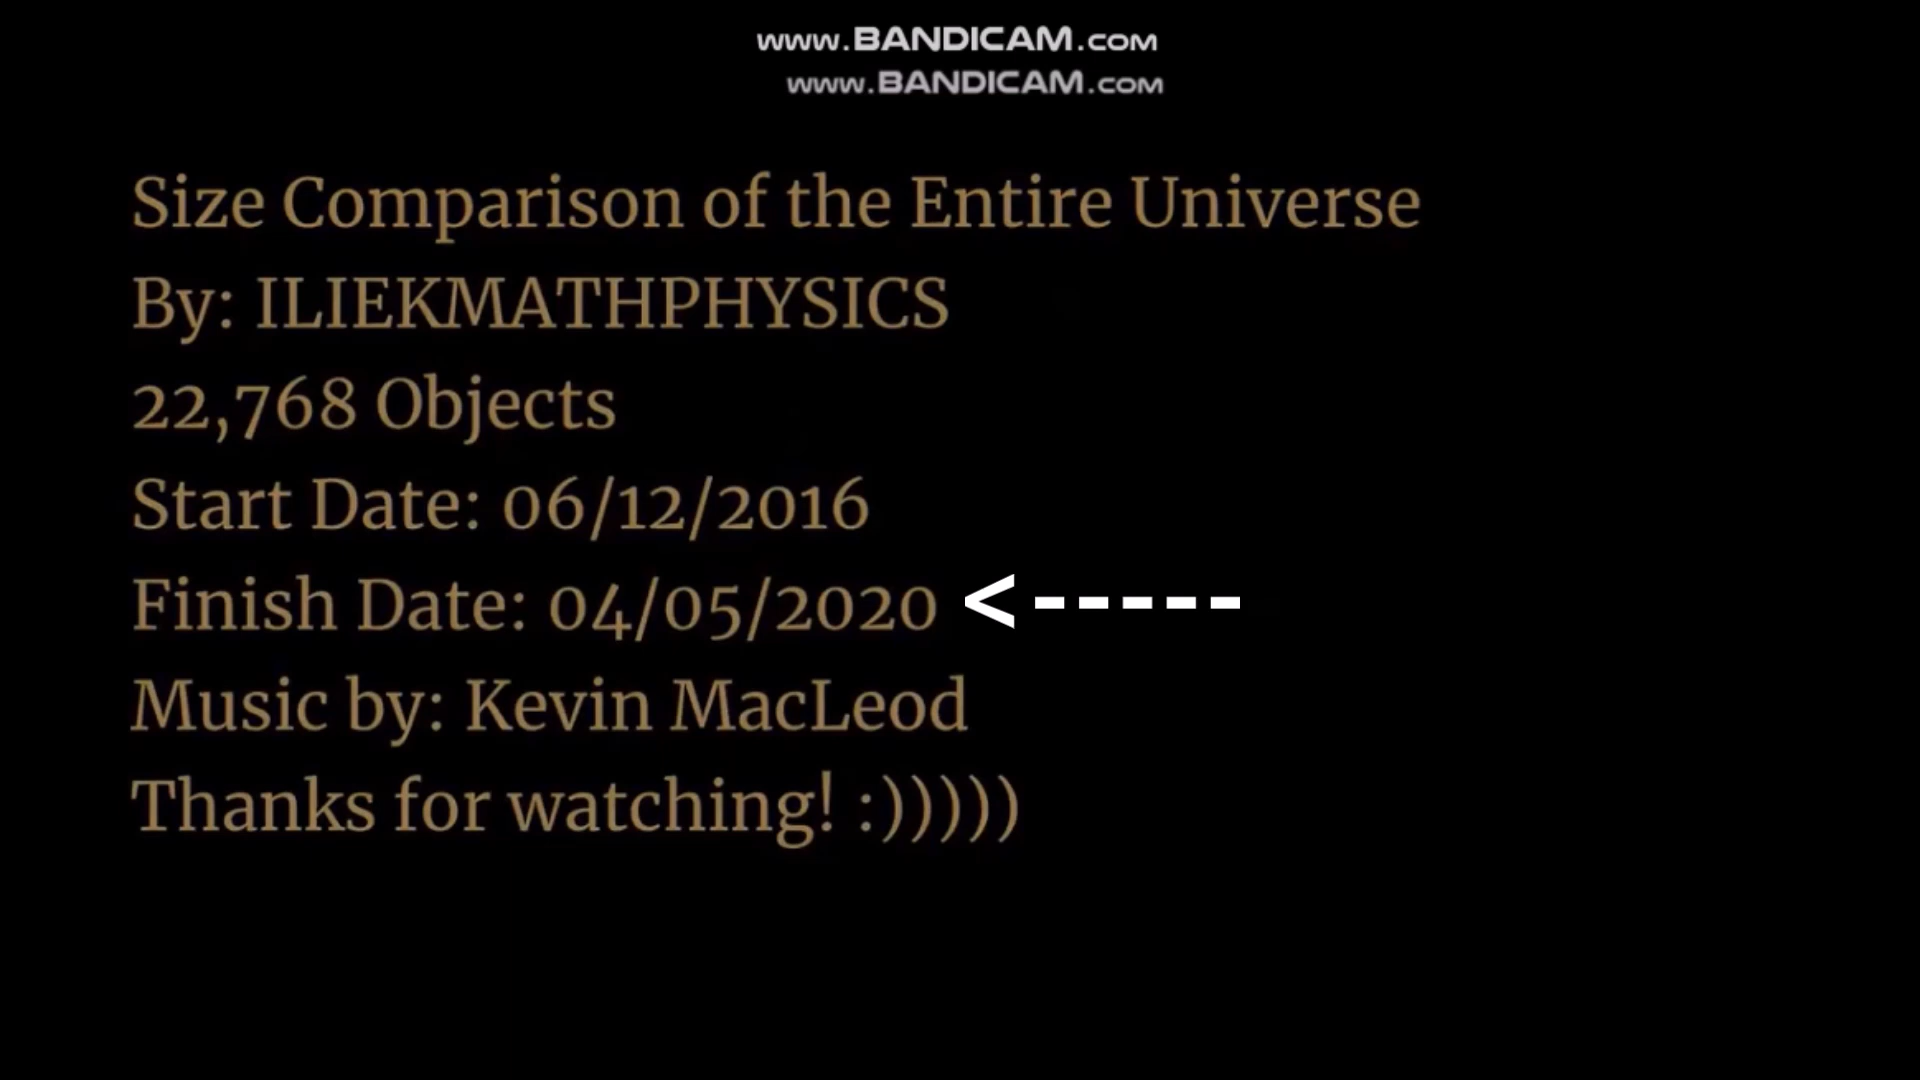 www.BANDICAM.com
www.BANDICAM.com
Size Comparison of the Entire Universe
By: ILIEKMATHPHYSICS
22,768 Objects
Start Date: 06/12/2016
Finish Date: 04/05/2020 <-----
Music by: Kevin MacLeod
Thanks for watching! :)))))